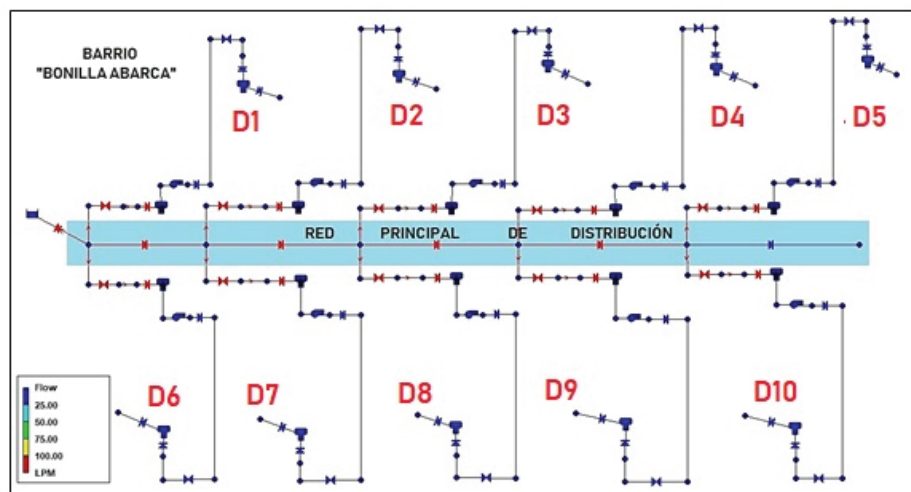 BARRIO
"BONILLA ABARCA"
D1
D2
D3
D4
D5
RED PRINCIPAL DE DISTRIBUCIÓN
D6
D7
D8
D9
D10
Flow
25.00
50.00
75.00
100.00
LPM